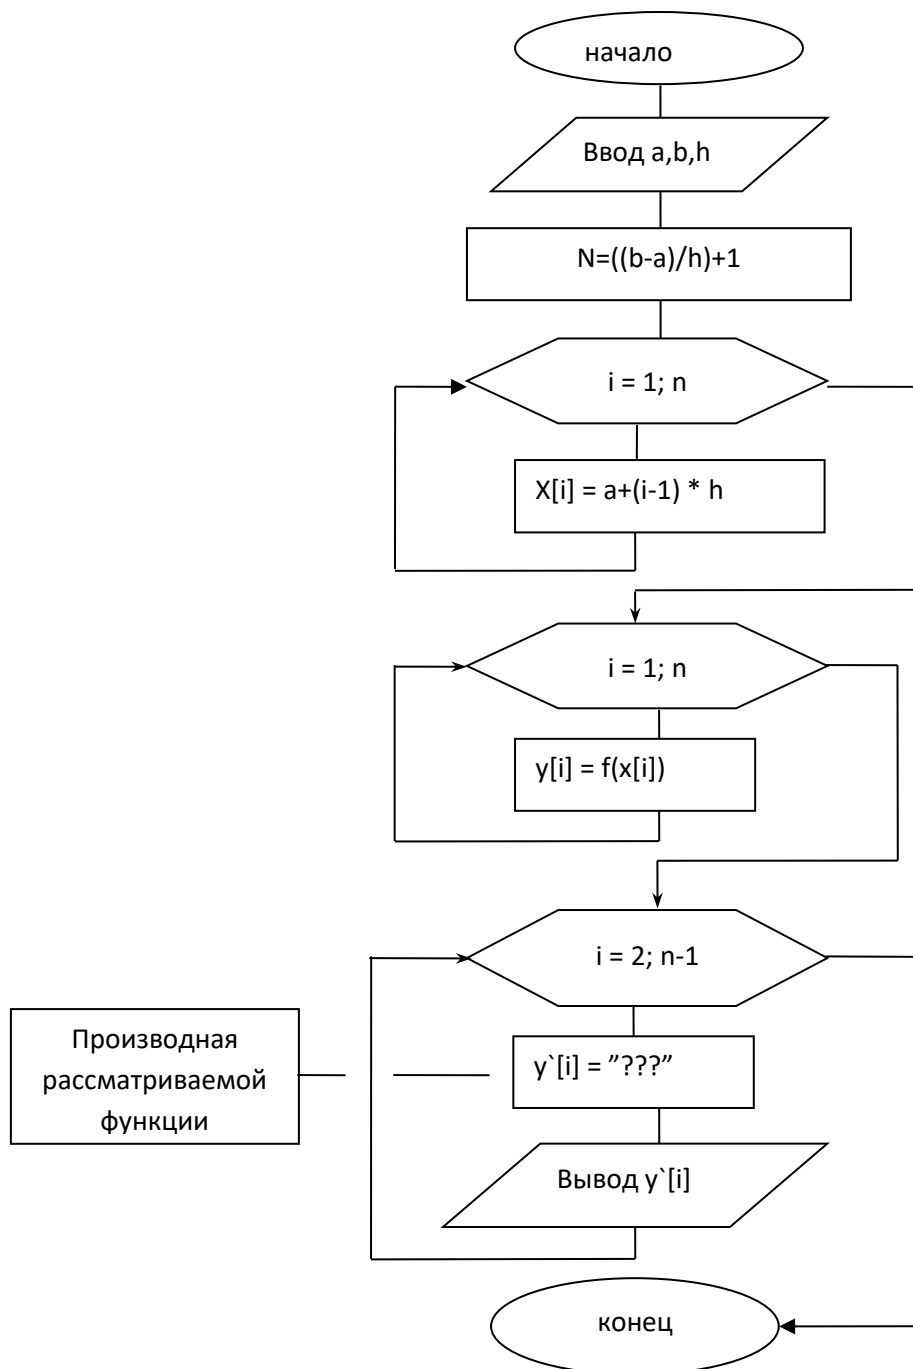 начало
Ввод a,b,h
N=((b-a)/h)+1
i = 1; n
X[i] = a+(i-1) * h
i = 1; n
y[i] = f(x[i])
i = 2; n-1
Производная
рассматриваемой
функции
y`[i] = ”???”
Вывод y`[i]
конец